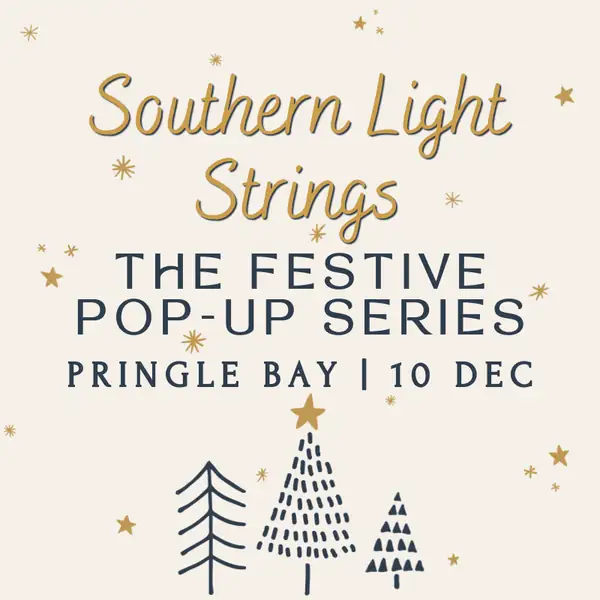 Southern Light
Strings
THE FESTIVE
POP-UP SERIES
PRINGLE BAY | 10 DEC